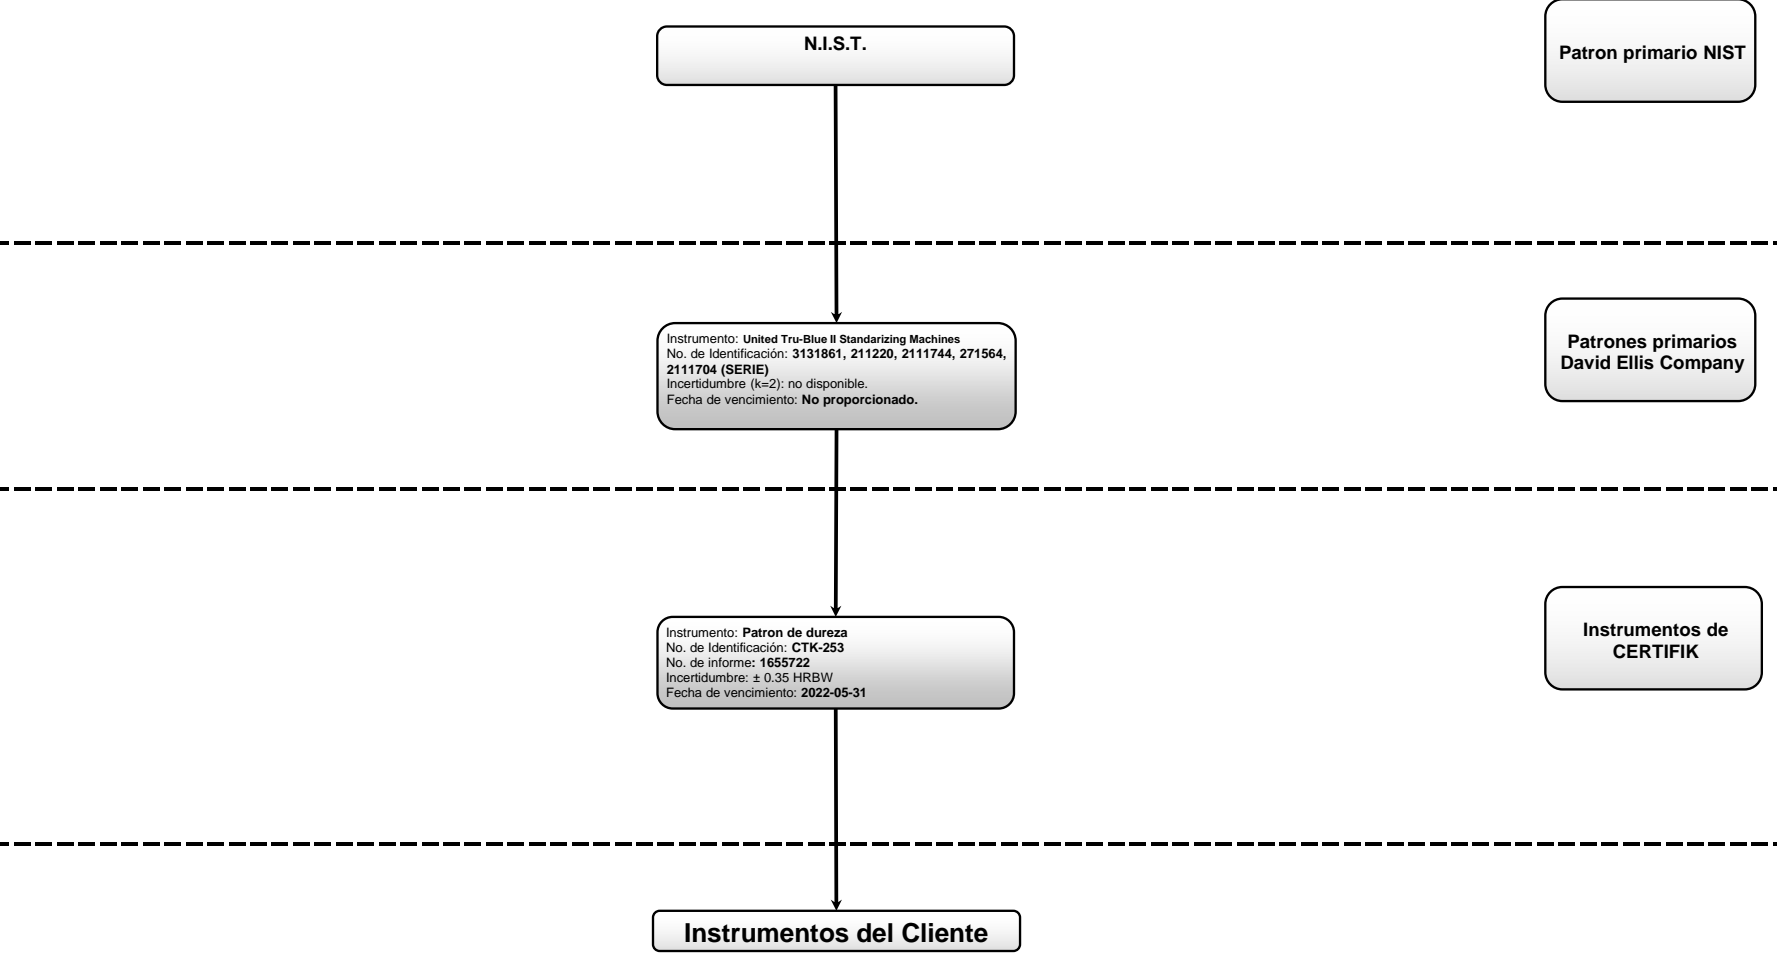 N.I.S.T.
Patron primario NIST
Instrumento: United Tru-Blue II Standarizing Machines
No. de Identificación: 3131861, 211220, 2111744, 271564,
2111704 (SERIE)
Incertidumbre (k=2): no disponible.
Fecha de vencimiento: No proporcionado.
Patrones primarios
David Ellis Company
Instrumento: Patron de dureza
No. de Identificación: CTK-253
No. de informe: 1655722
Incertidumbre: ± 0.35 HRBW
Fecha de vencimiento: 2022-05-31
Instrumentos de
CERTIFIK
Instrumentos del Cliente